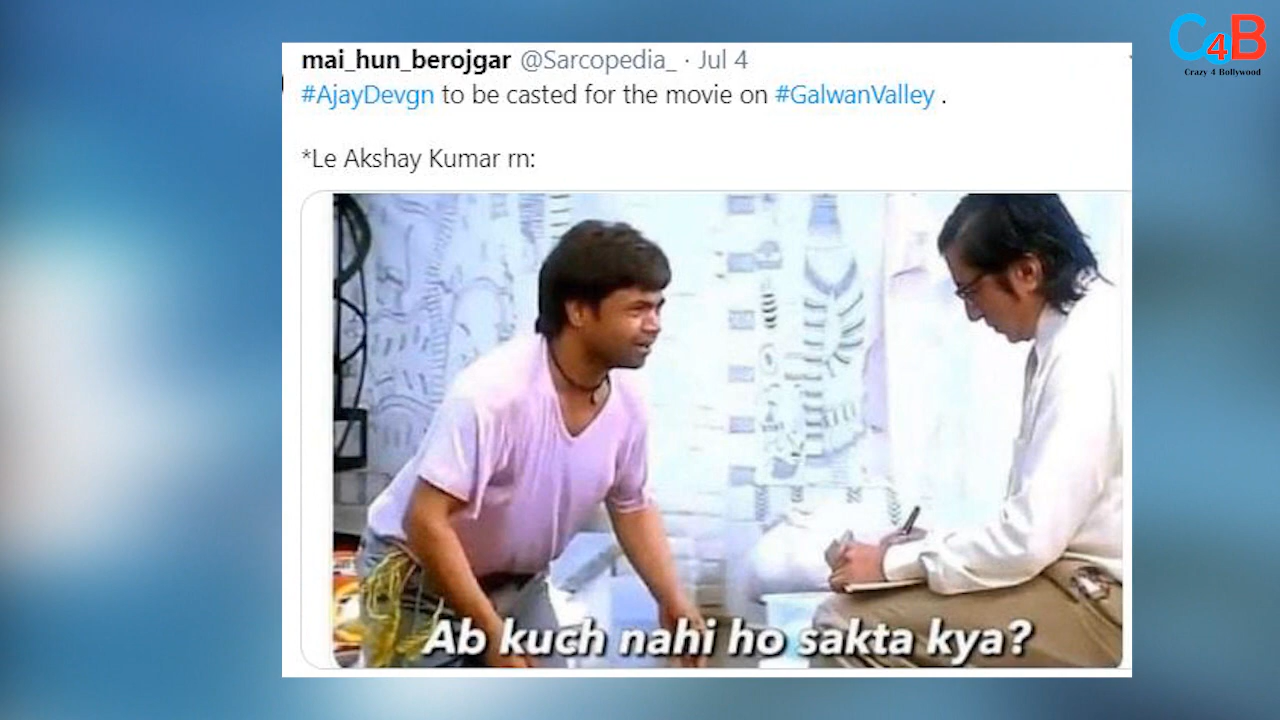 C4B
Crazy 4 Bollywood
mai_hun_berojgar @Sarcopedia_ · Jul 4
#AjayDevgn to be casted for the movie on #GalwanValley .
*Le Akshay Kumar rn:
Ab kuch nahi ho sakta kya?